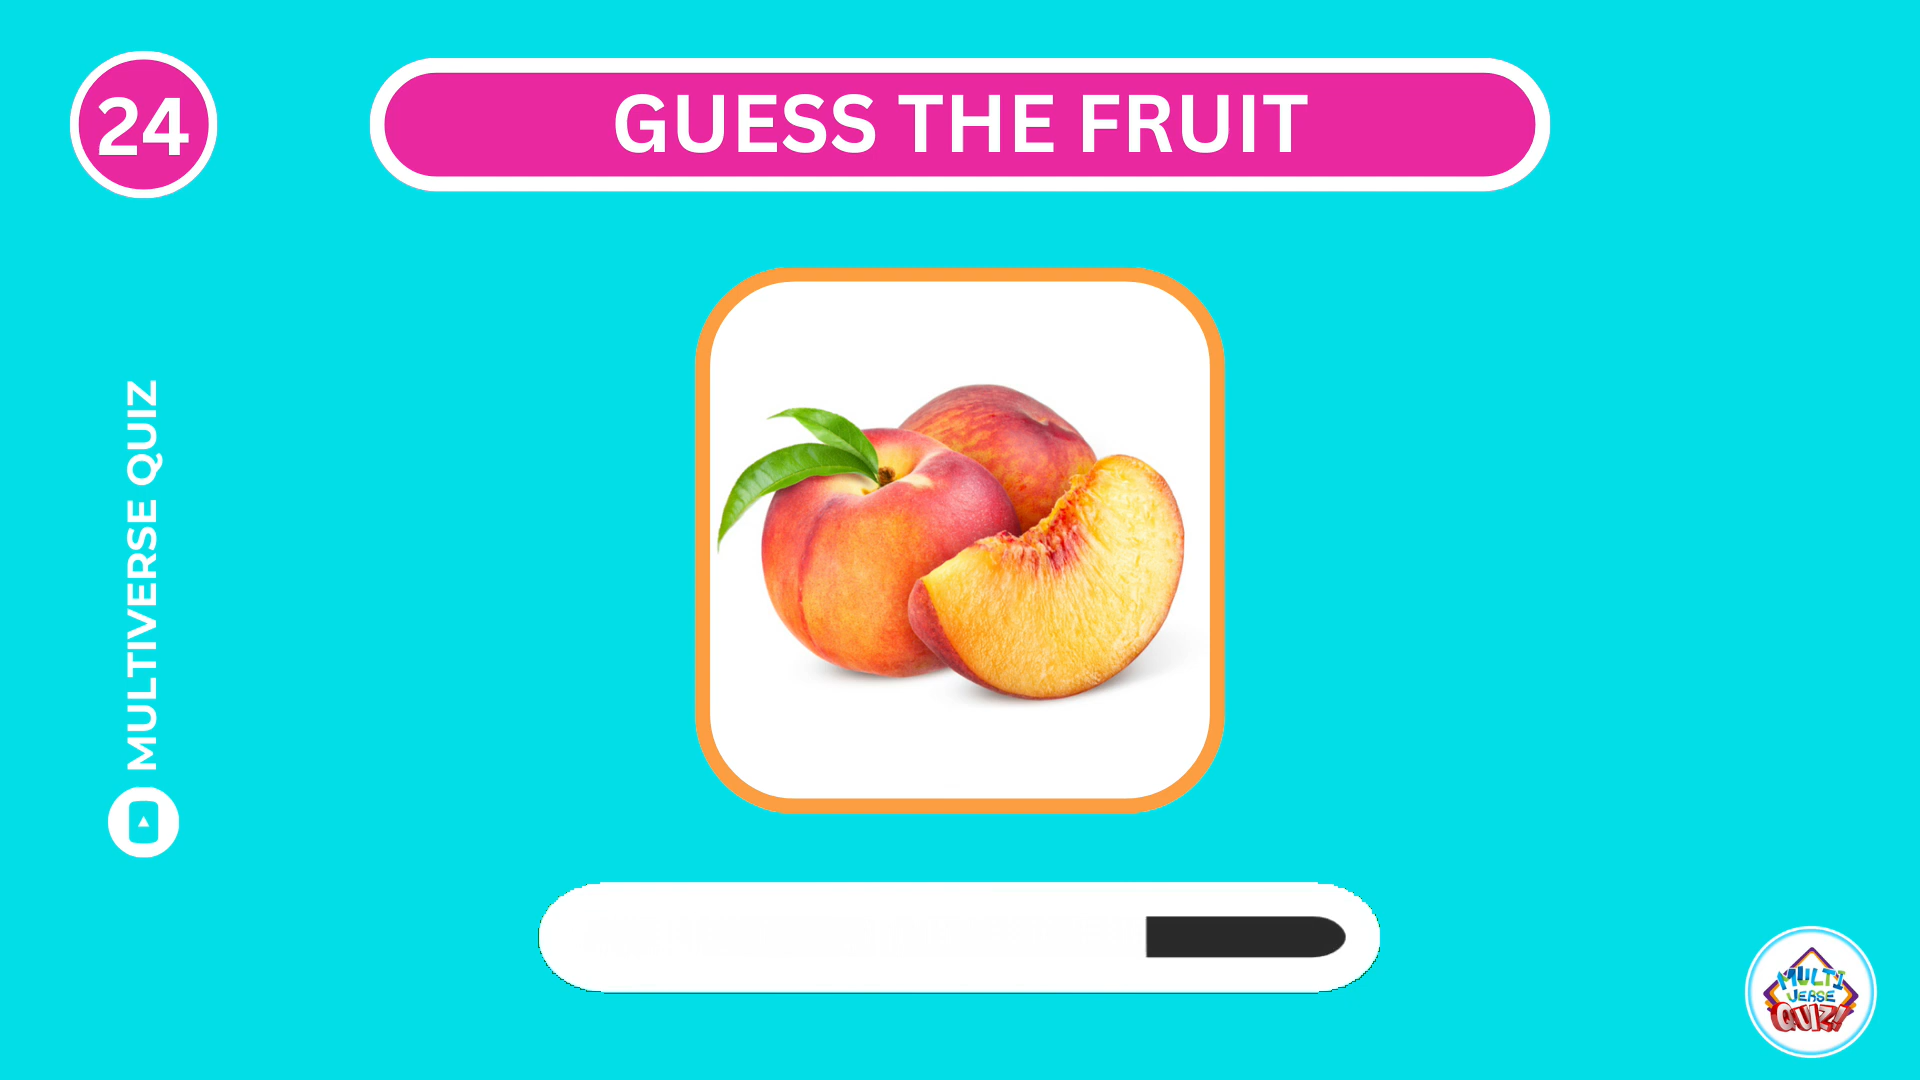 24
GUESS THE FRUIT
MULTIVERSE QUIZ
MULTI
VERSE
QUIZ!